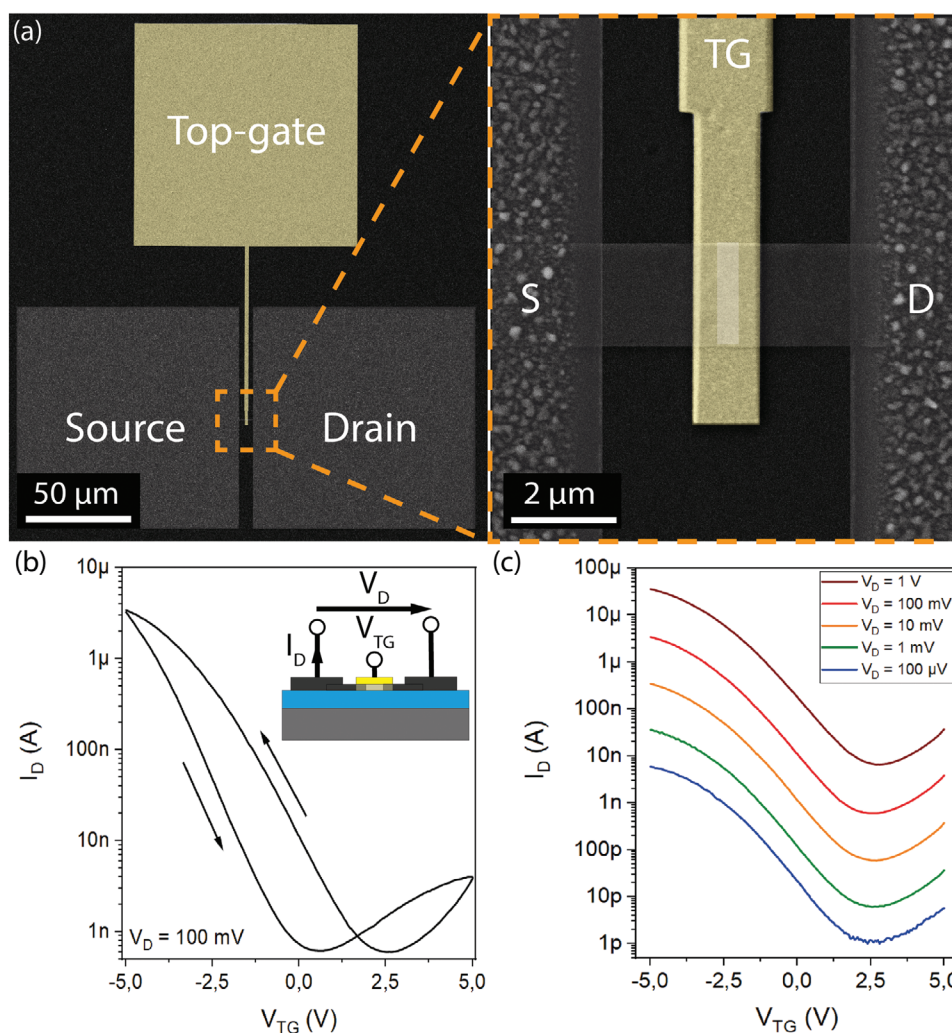 (a)
Top-gate
Source
Drain
50 µm
TG
S
D
2 µm
(b)
10µ
1µ
100n
10n
1n
I_D (A)
V_D
V_TG
I_D
V_D = 100 mV
-5,0
-2,5
0,0
2,5
5,0
V_TG (V)
(c)
100µ
10µ
1µ
100n
10n
1n
100p
10p
1p
I_D (A)
V_D = 1 V
V_D = 100 mV
V_D = 10 mV
V_D = 1 mV
V_D = 100 µV
-5,0
-2,5
0,0
2,5
5,0
V_TG (V)